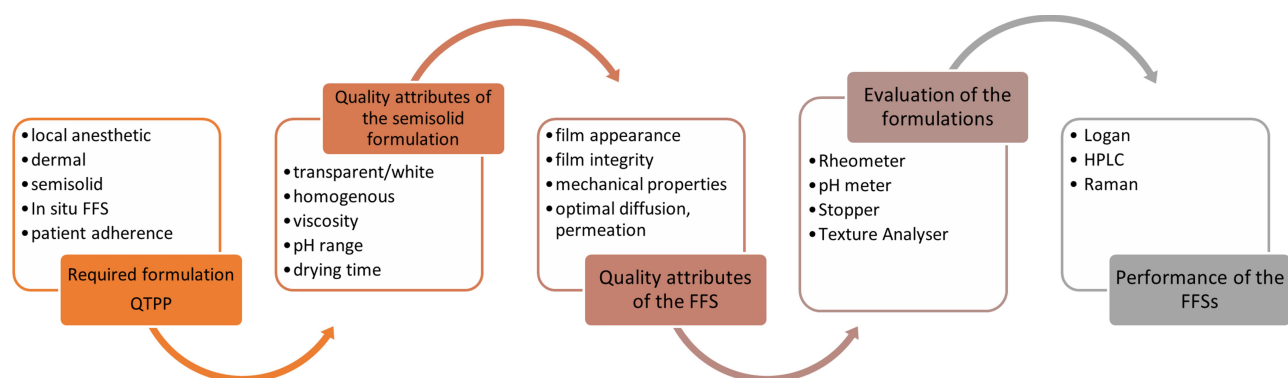 • local anesthetic
• dermal
• semisolid
• In situ FFS
• patient adherence
Required formulation
QTPP
Quality attributes of
the semisolid
formulation
• transparent/white
• homogenous
• viscosity
• pH range
• drying time
• film appearance
• film integrity
• mechanical properties
• optimal diffusion,
permeation
Quality attributes
of the FFS
Evaluation of the
formulations
• Rheometer
• pH meter
• Stopper
• Texture Analyser
• Logan
• HPLC
• Raman
Performance of the
FFSs